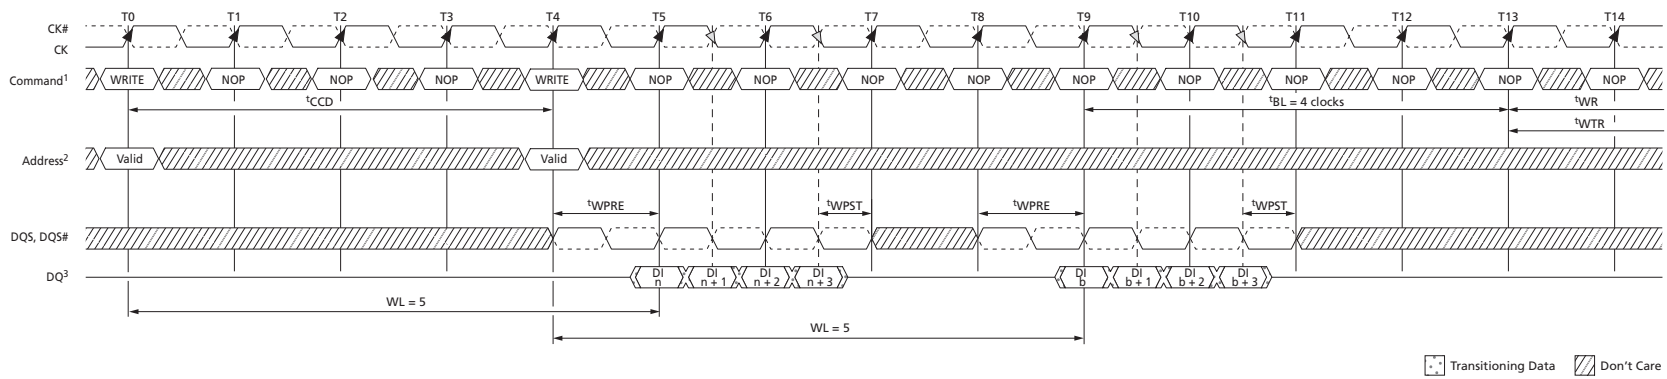 T0 T1 T2 T3 T4 T5 T6 T7 T8 T9 T10 T11 T12 T13 T14
CK#
CK
Command1 WRITE NOP NOP NOP WRITE NOP NOP NOP NOP NOP NOP NOP NOP NOP NOP
tCCD tBL = 4 clocks tWR
tWTR
Address2 Valid Valid
tWPRE tWPST tWPRE tWPST
DQS, DQS#
DQ3 DI n DI n + 1 DI n + 2 DI n + 3 DI b DI b + 1 DI b + 2 DI b + 3
WL = 5
WL = 5
Transitioning Data Don't Care